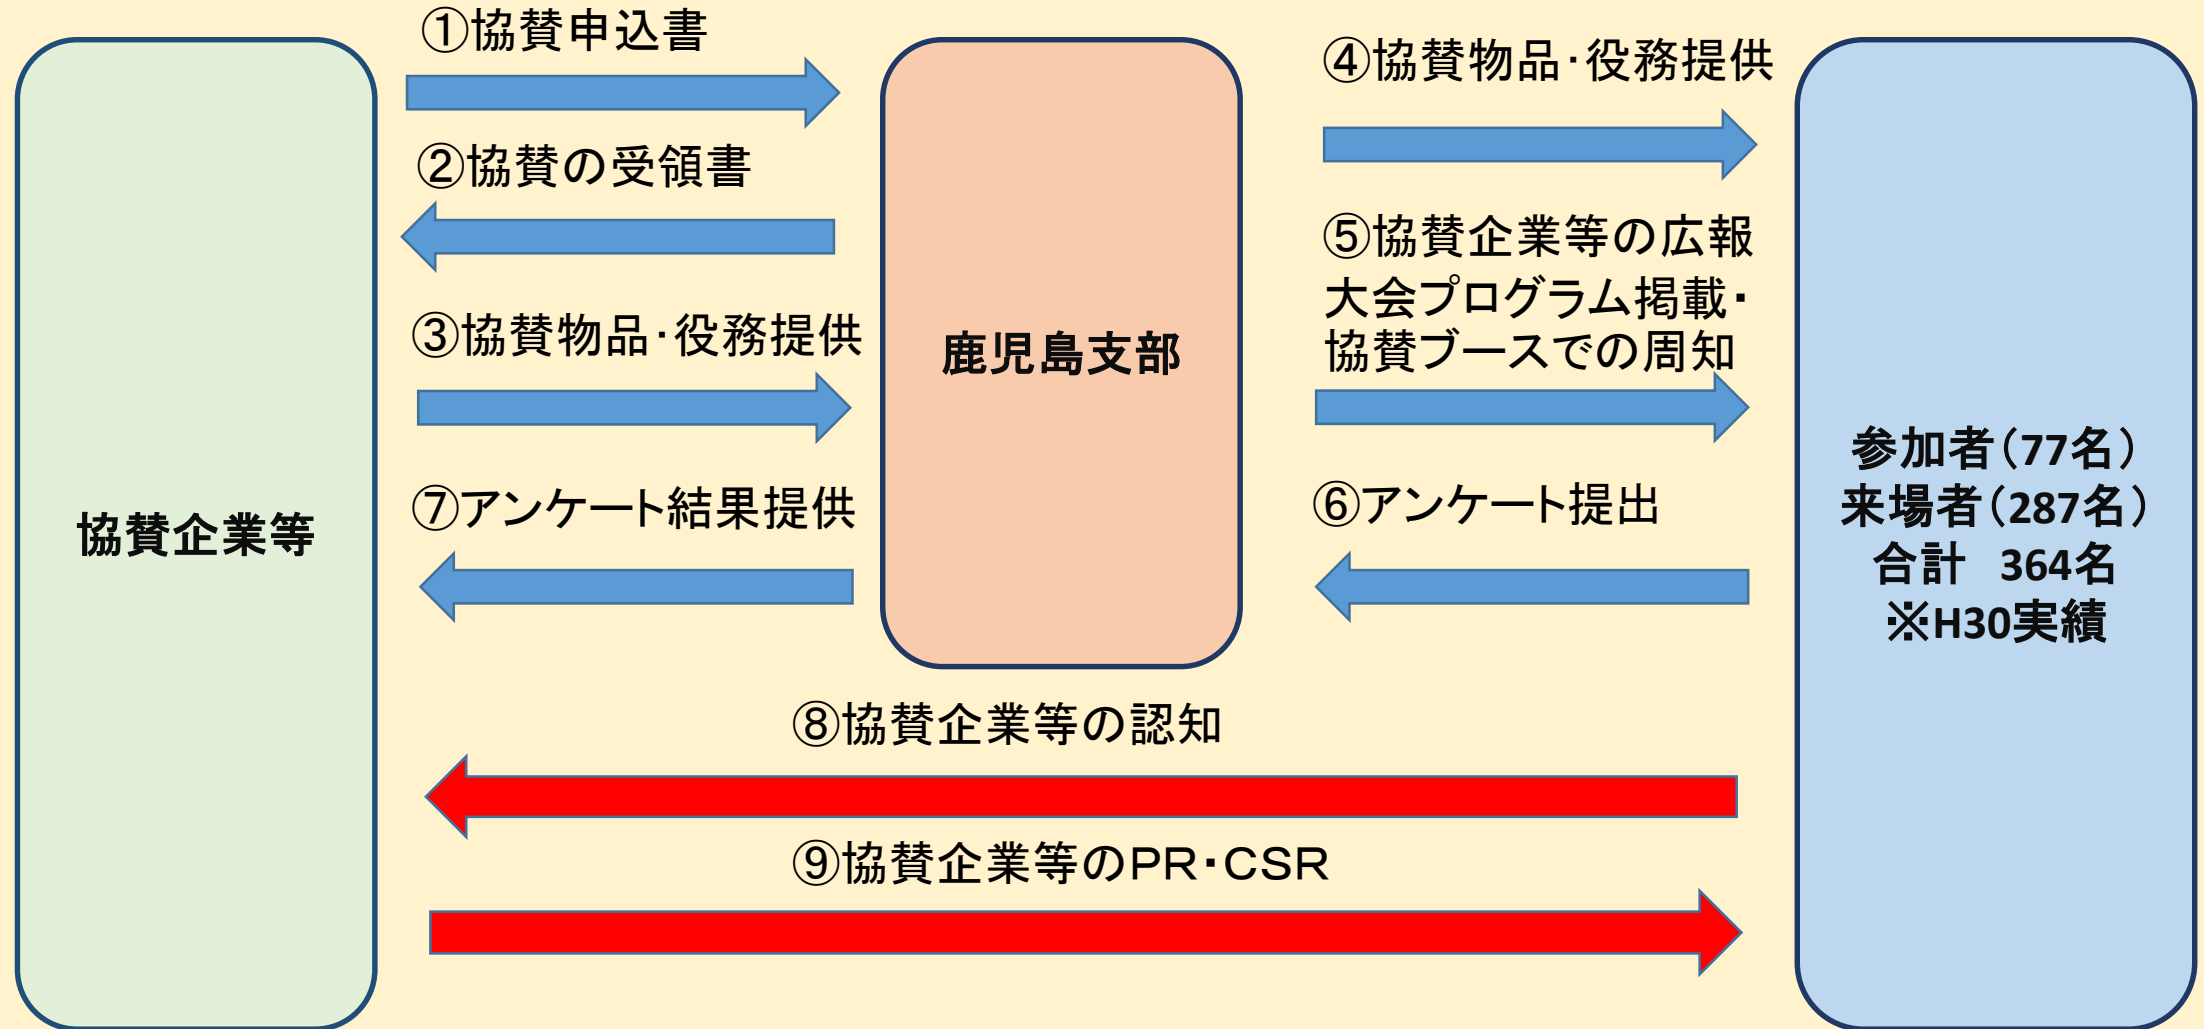 ①協賛申込書
②協賛の受領書
③協賛物品・役務提供
⑦アンケート結果提供
協賛企業等
鹿児島支部
④協賛物品・役務提供
⑤協賛企業等の広報
大会プログラム掲載・
協賛ブースでの周知
⑥アンケート提出
参加者(77名)
来場者(287名)
合計　364名
※H30実績
⑧協賛企業等の認知
⑨協賛企業等のPR・CSR